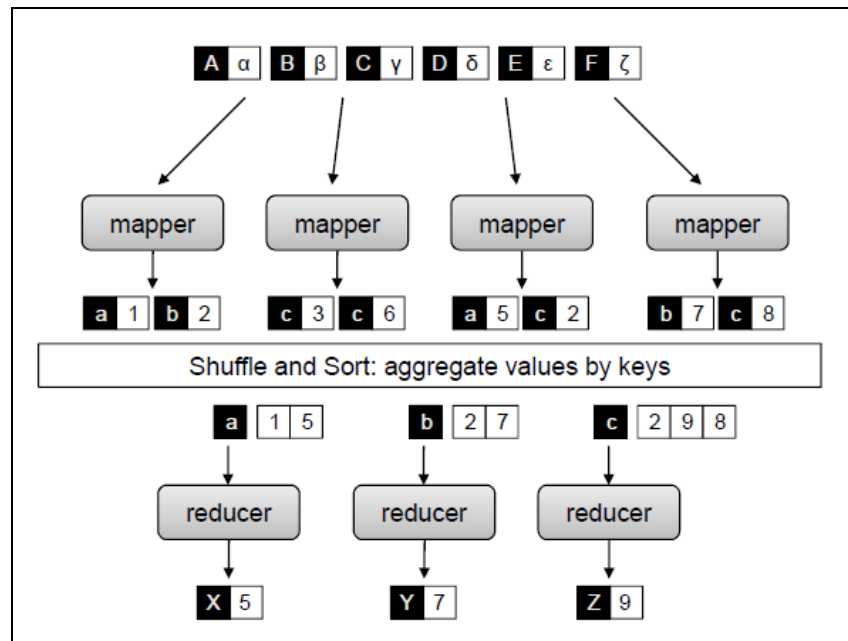 A α B β C γ D δ E ε F ζ
mapper mapper mapper mapper
a 1 b 2 c 3 c 6 a 5 c 2 b 7 c 8
Shuffle and Sort: aggregate values by keys
a 1 5 b 2 7 c 2 9 8
reducer reducer reducer
X 5 Y 7 Z 9